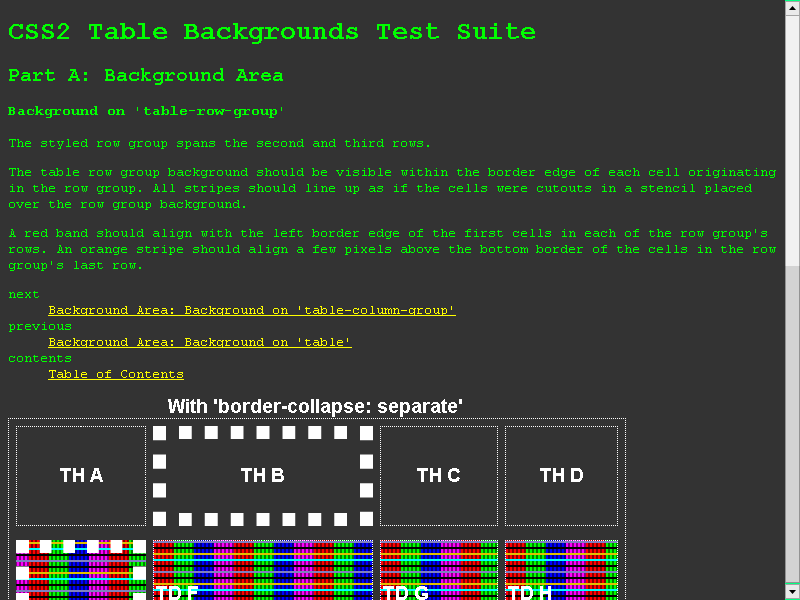 CSS2 Table Backgrounds Test Suite
Part A: Background Area
Background on 'table-row-group'
The styled row group spans the second and third rows.
The table row group background should be visible within the border edge of each cell originating
in the row group. All stripes should line up as if the cells were cutouts in a stencil placed
over the row group background.
A red band should align with the left border edge of the first cells in each of the row group's
rows. An orange stripe should align a few pixels above the bottom border of the cells in the row
group's last row.
next
Background Area: Background on 'table-column-group'
previous
Background Area: Background on 'table'
contents
Table of Contents
With 'border-collapse: separate'
TH A TH B TH C TH D
TD F TD G TD H